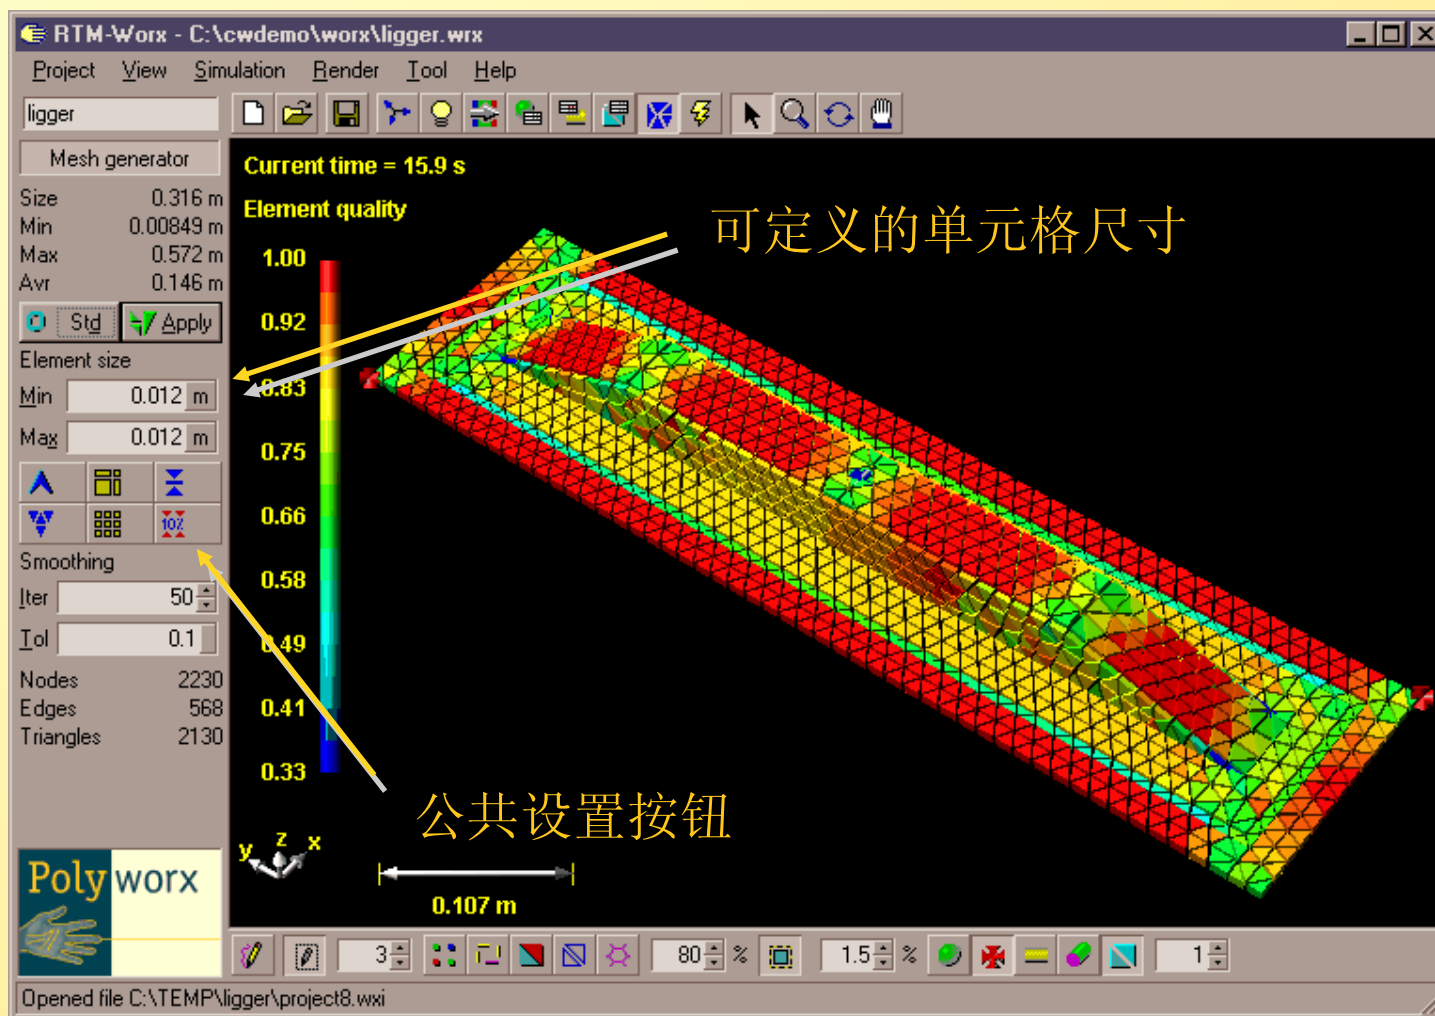 RTM-Worx - C:\cwdemo\worx\ligger.wrx
Project View Simulation Render Tool Help
ligger
Mesh generator
Size 0.316 m
Min 0.00849 m
Max 0.572 m
Avr 0.146 m
Std Apply
Element size
Min 0.012 m
Max 0.012 m
10%
Smoothing
Iter 50
Tol 0.1
Nodes 2230
Edges 568
Triangles 2130
Current time = 15.9 s
Element quality
1.00
0.92
0.83
0.75
0.66
0.58
0.49
0.41
0.33
可定义的单元格尺寸
公共设置按钮
y z x
0.107 m
Polyworx
3 80 % 1.5 % 1
Opened file C:\TEMP\ligger\project8.wxi